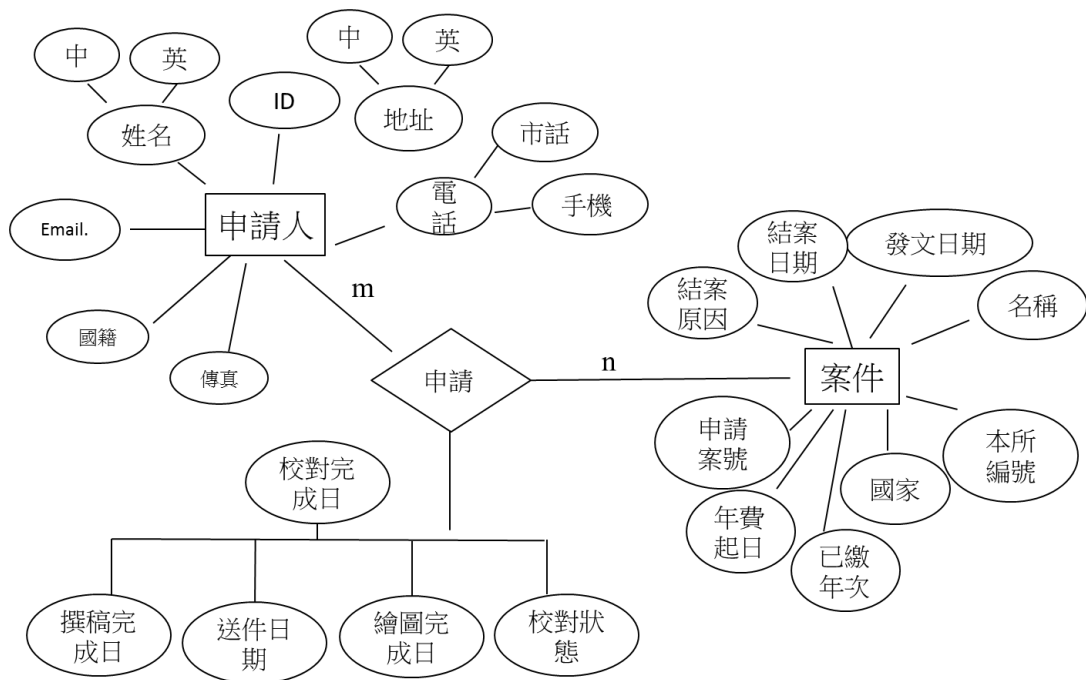 中
英
中
英
姓名
ID
地址
市話
電
話
手機
申請人
Email.
國籍
傳真
m
申請
n
結案
日期
發文日期
結案
原因
名稱
案件
申請
案號
本所
編號
國家
年費
起日
已繳
年次
校對完
成日
撰稿完
成日
送件日
期
繪圖完
成日
校對狀
態